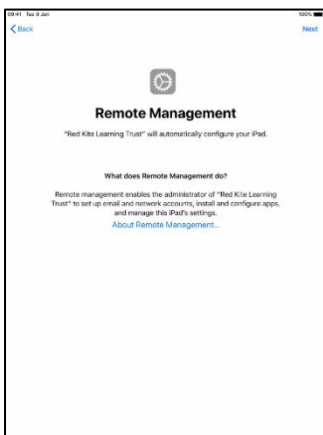 09:41 Tue 9 Jan 100%
Back Next
Remote Management
"Red Kite Learning Trust" will automatically configure your iPad.
What does Remote Management do?
Remote management enables the administrator of "Red Kite Learning
Trust" to set up email and network accounts, install and configure apps,
and manage this iPad's settings.
About Remote Management...